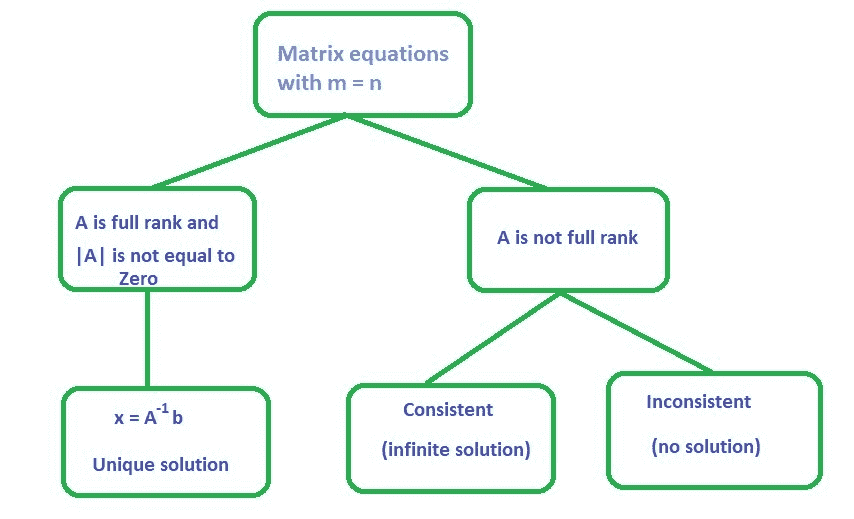 Matrix equations
with m = n
A is full rank and
|A| is not equal to
Zero
A is not full rank
x = A⁻¹ b
Unique solution
Consistent
(infinite solution)
Inconsistent
(no solution)